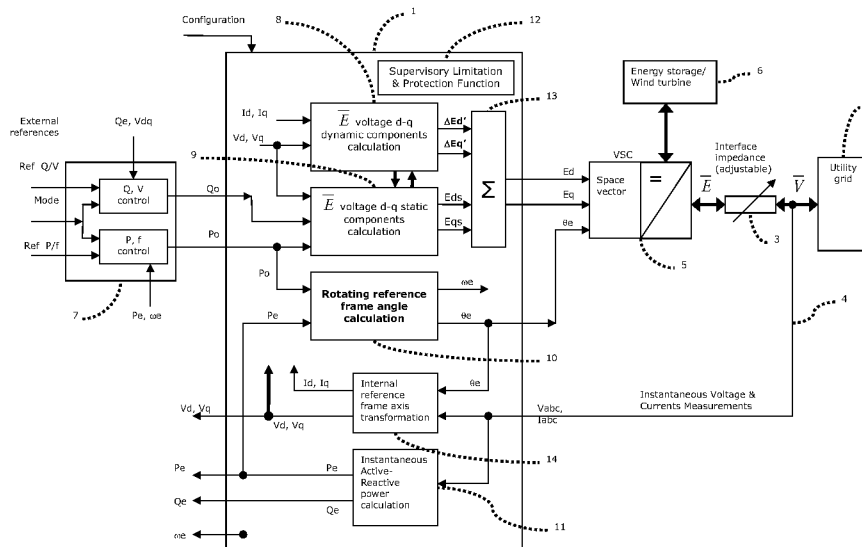 Configuration
8
1
12
Supervisory Limitation
& Protection Function
Energy storage/
Wind turbine
6
13
External
references
Qe, Vdq
Id, Iq
Vd, Vq
E voltage d-q
dynamic components
calculation
ΔEd'
ΔEq'
9
Ref Q/V
Mode
Ref P/f
Q, V
control
P, f
control
Qo
Po
E voltage d-q static
components
calculation
Eds
Eqs
Σ
Ed
Eq
θe
VSC
Space
vector
=
E
Interface
impedance
(adjustable)
V
Utility
grid
3
5
7
Pe, ωe
Po
Pe
Rotating reference
frame angle
calculation
ωe
θe
10
4
Id, Iq
Vd, Vq
Vd, Vq
Internal
reference
frame axis
transformation
θe
Vabc,
Iabc
Instantaneous Voltage &
Currents Measurements
14
Pe
Pe
Qe
Qe
Instantaneous
Active-
Reactive
power
calculation
11
ωe